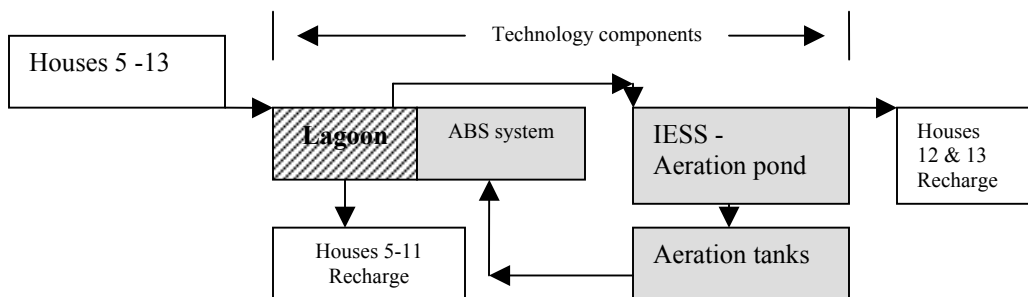 Technology components
Houses 5 -13
Lagoon
ABS system
IESS -
Aeration pond
Houses
12 & 13
Recharge
Houses 5-11
Recharge
Aeration tanks